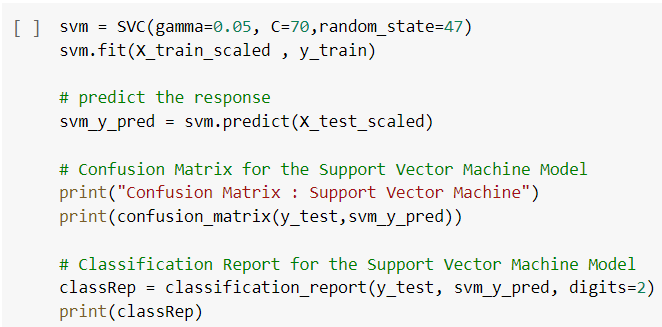 [ ] svm = SVC(gamma=0.05, C=70,random_state=47)
svm.fit(X_train_scaled , y_train)
# predict the response
svm_y_pred = svm.predict(X_test_scaled)
# Confusion Matrix for the Support Vector Machine Model
print("Confusion Matrix : Support Vector Machine")
print(confusion_matrix(y_test,svm_y_pred))
# Classification Report for the Support Vector Machine Model
classRep = classification_report(y_test, svm_y_pred, digits=2)
print(classRep)